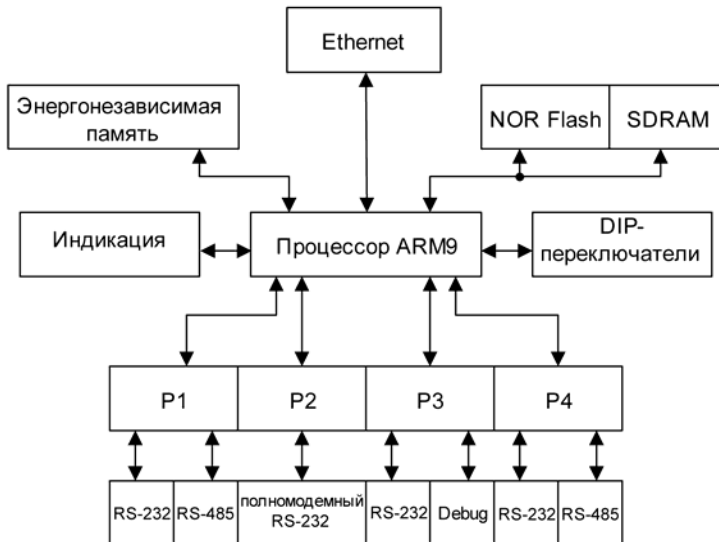 Ethernet
Энергонезависимая
память
NOR Flash
SDRAM
Индикация
Процессор ARM9
DIP-
переключатели
P1
P2
P3
P4
RS-232
RS-485
полномодемный
RS-232
RS-232
Debug
RS-232
RS-485